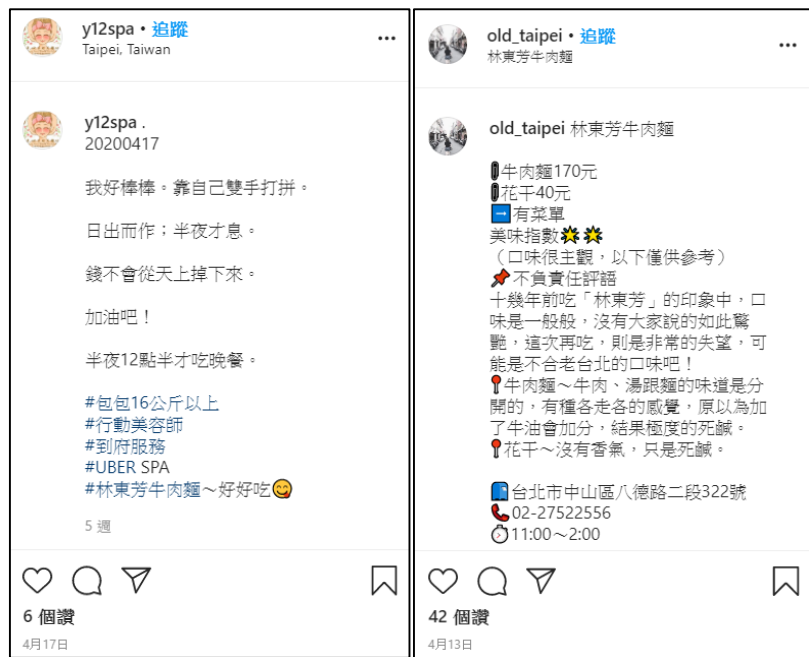 y12spa • 追蹤
Taipei, Taiwan
y12spa .
20200417
我好棒棒。靠自己雙手打拼。
日出而作；半夜才息。
錢不會從天上掉下來。
加油吧！
半夜12點半才吃晚餐。
#包包16公斤以上
#行動美容師
#到府服務
#UBER SPA
#林東芳牛肉麵～好好吃😋
5 週
6 個讚
4月17日
old_taipei • 追蹤
林東芳牛肉麵
old_taipei 林東芳牛肉麵
牛肉麵170元
花干40元
➡️有菜單
美味指數🌟🌟
（口味很主觀，以下僅供參考）
📌不負責任評語
十幾年前吃「林東芳」的印象中，口
味是一般般，沒有大家說的如此驚
艷，這次再吃，則是非常的失望，可
能是不合老台北的口味吧！
📍牛肉麵～牛肉、湯跟麵的味道是分
開的，有種各走各的感覺，原以為加
了牛油會加分，結果極度的死鹹。
📍花干～沒有香氣，只是死鹹。
📘台北市中山區八德路二段322號
📞02-27522556
⏱11:00～2:00
42 個讚
4月13日